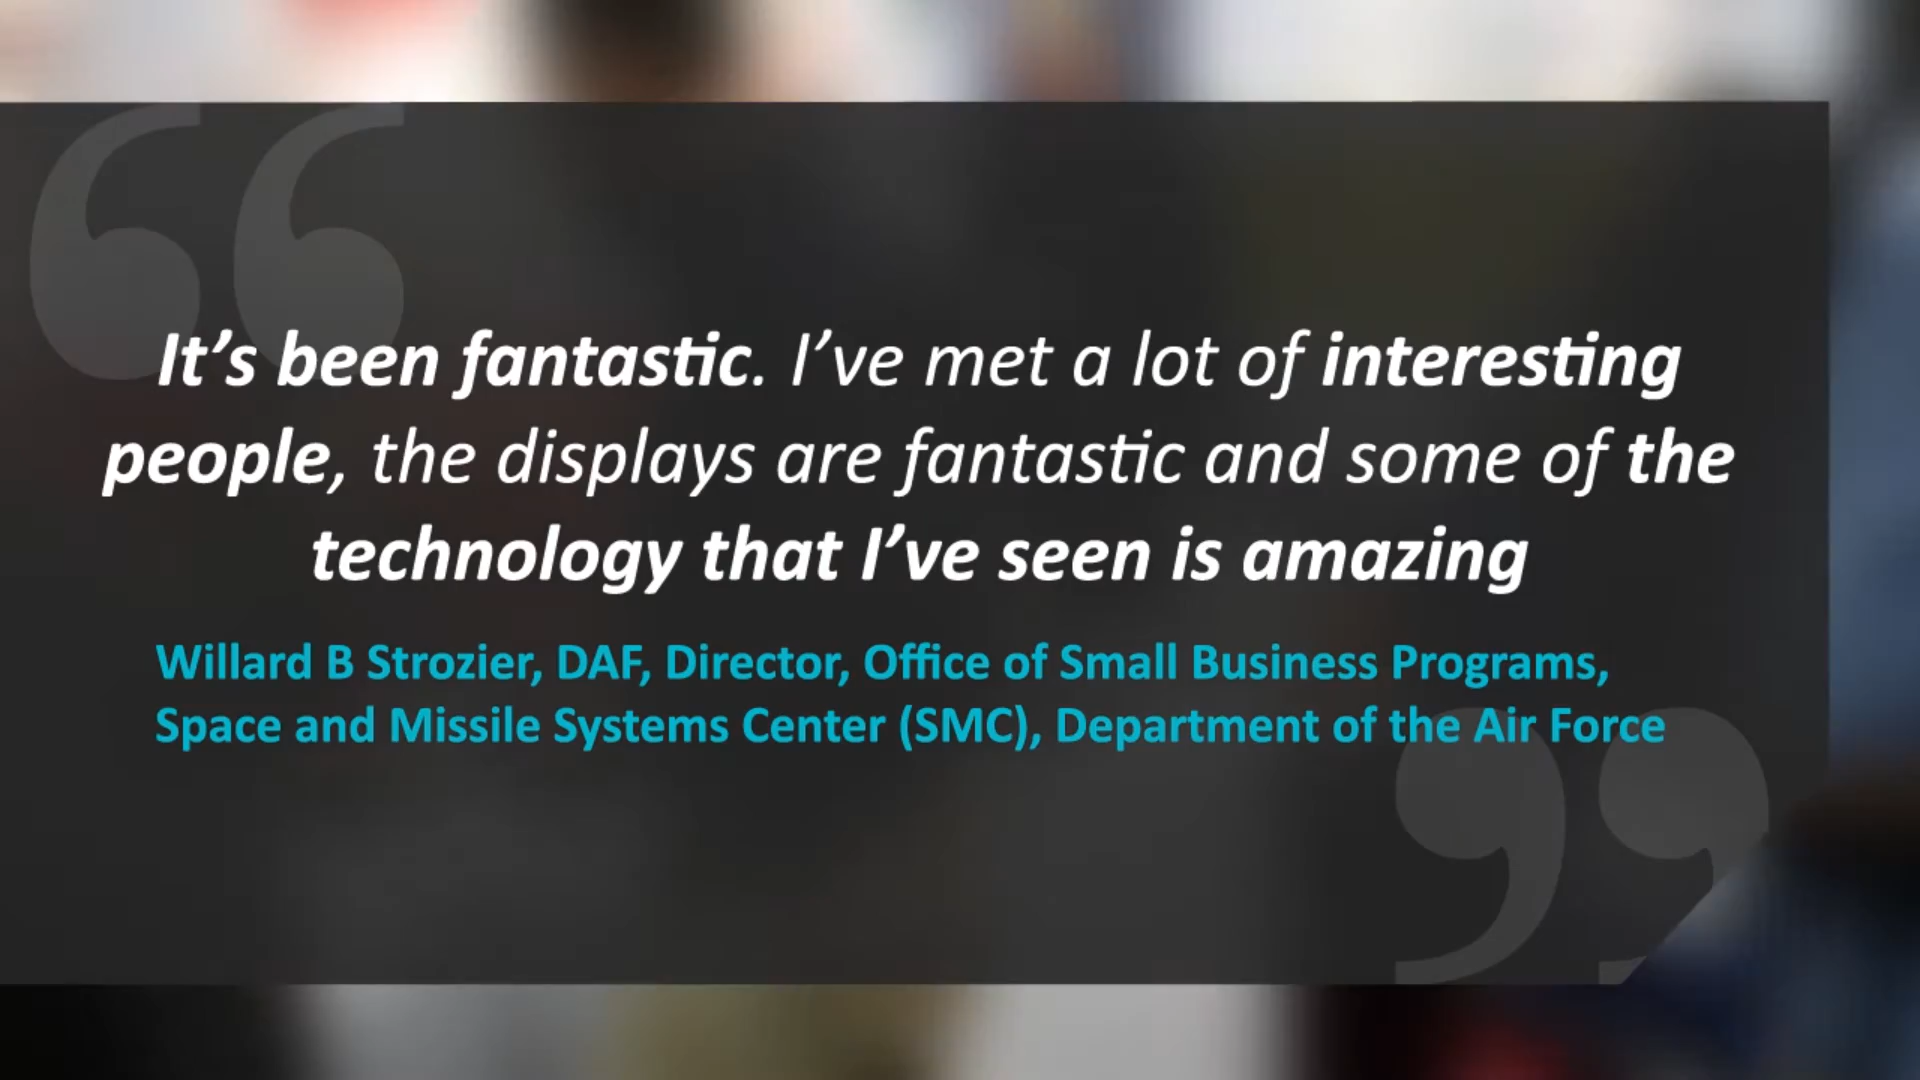 It’s been fantastic. I’ve met a lot of interesting
people, the displays are fantastic and some of the
technology that I’ve seen is amazing
Willard B Strozier, DAF, Director, Office of Small Business Programs,
Space and Missile Systems Center (SMC), Department of the Air Force